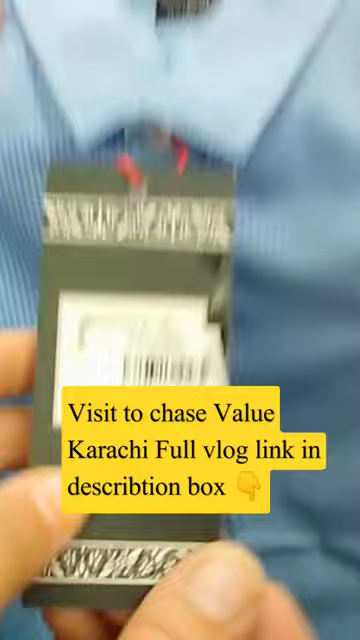 Visit to chase Value
Karachi Full vlog link in
describtion box 👇